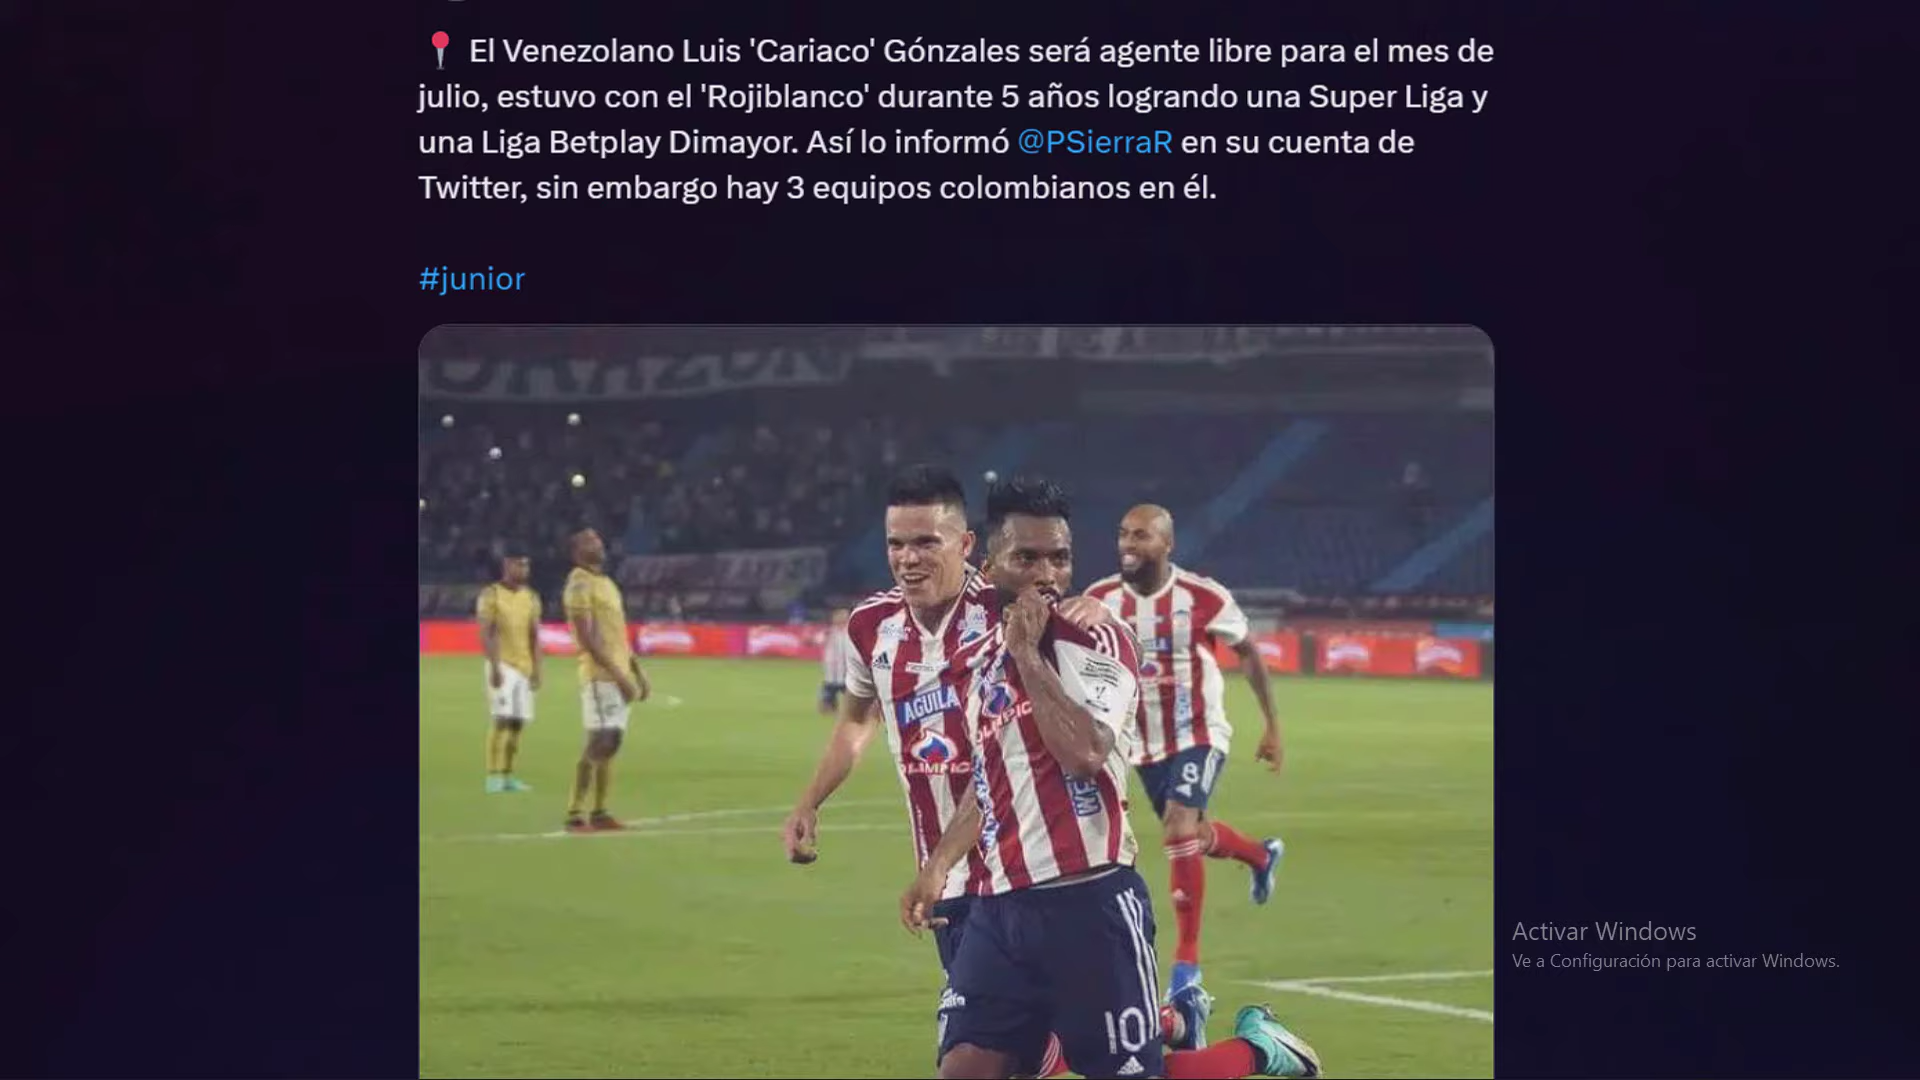 📍 El Venezolano Luis 'Cariaco' Gónzales será agente libre para el mes de
julio, estuvo con el 'Rojiblanco' durante 5 años logrando una Super Liga y
una Liga Betplay Dimayor. Así lo informó @PSierraR en su cuenta de
Twitter, sin embargo hay 3 equipos colombianos en él.
#junior
AGUILA
OLIMPIC
OLIMPIC
8
10
Activar Windows
Ve a Configuración para activar Windows.